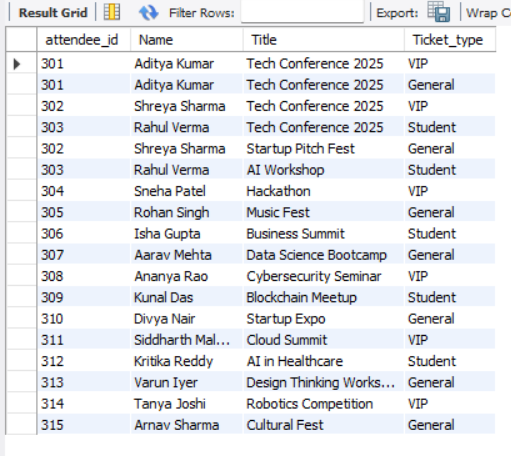 Result Grid Filter Rows: Export: Wrap C
attendee_id Name Title Ticket_type
301 Aditya Kumar Tech Conference 2025 VIP
301 Aditya Kumar Tech Conference 2025 General
302 Shreya Sharma Tech Conference 2025 VIP
303 Rahul Verma Tech Conference 2025 Student
302 Shreya Sharma Startup Pitch Fest General
303 Rahul Verma AI Workshop Student
304 Sneha Patel Hackathon VIP
305 Rohan Singh Music Fest General
306 Isha Gupta Business Summit Student
307 Aarav Mehta Data Science Bootcamp General
308 Ananya Rao Cybersecurity Seminar VIP
309 Kunal Das Blockchain Meetup Student
310 Divya Nair Startup Expo General
311 Siddharth Mal... Cloud Summit VIP
312 Kritika Reddy AI in Healthcare Student
313 Varun Iyer Design Thinking Works... General
314 Tanya Joshi Robotics Competition VIP
315 Arnav Sharma Cultural Fest General